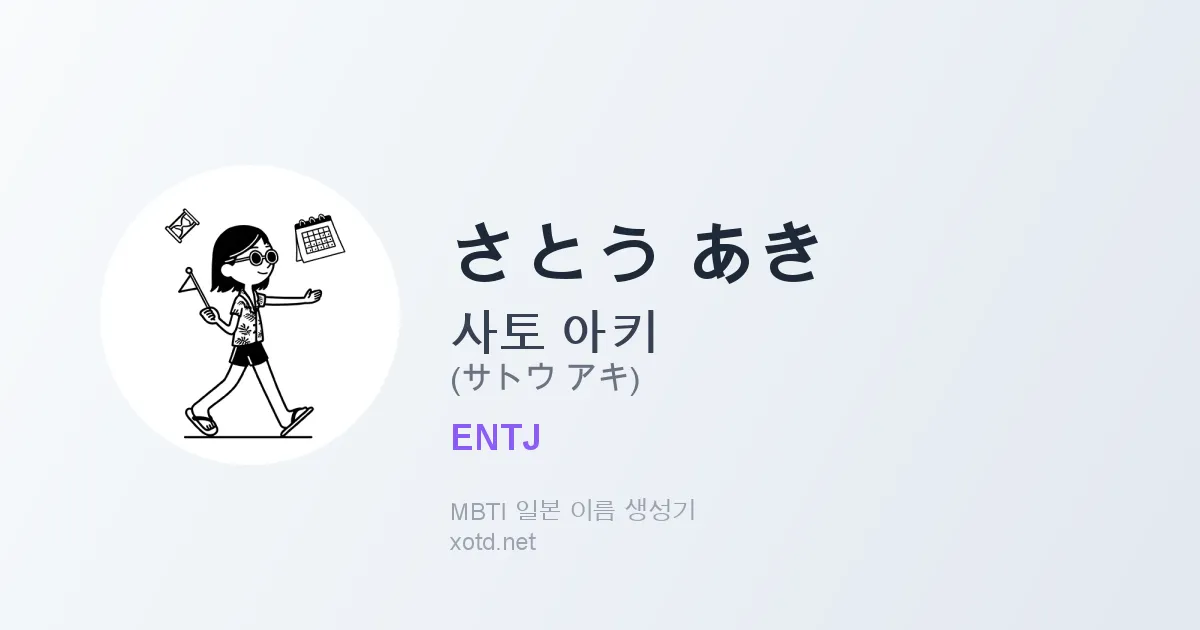 さとう あき
사토 아키
(サトウ アキ)
ENTJ
MBTI 일본 이름 생성기
xotd.net